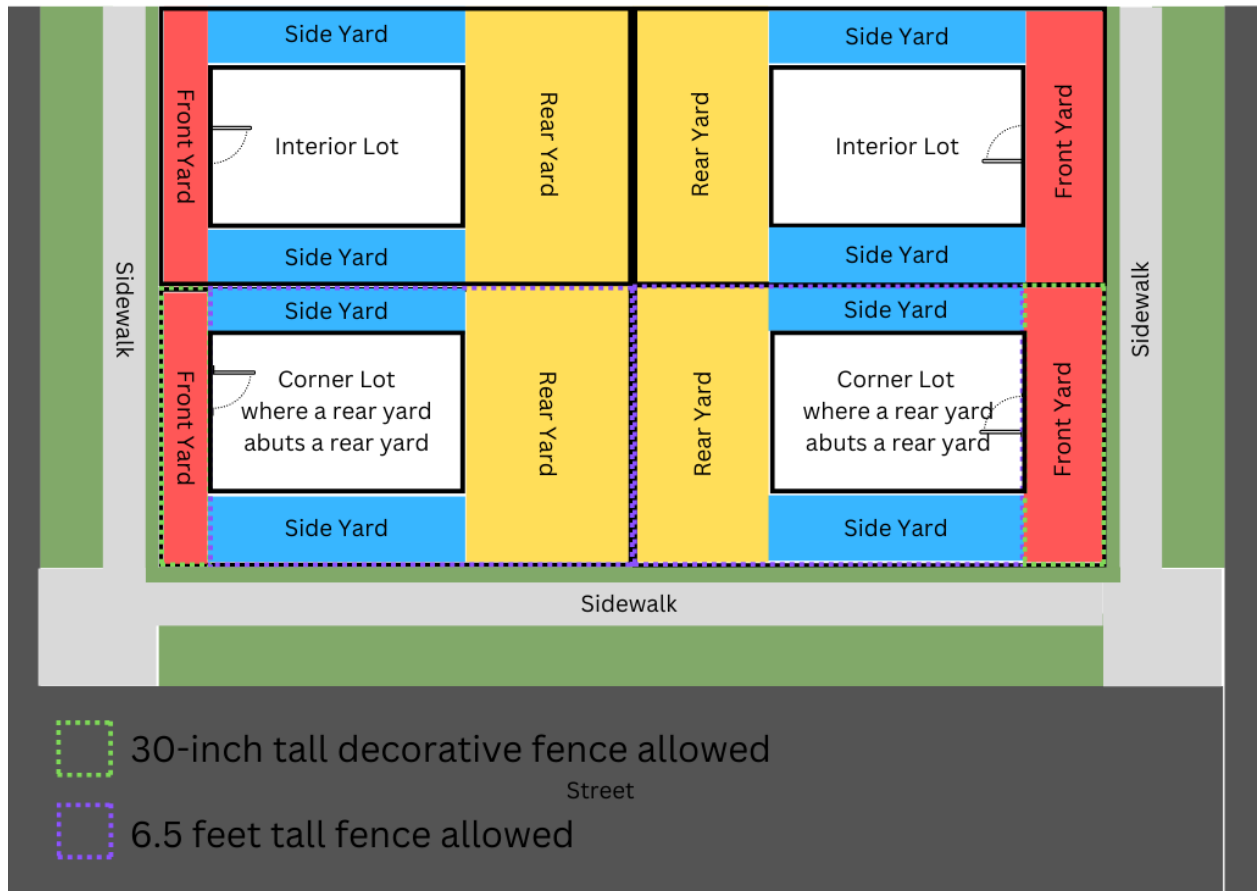 Side Yard
Side Yard
Front Yard
Interior Lot
Rear Yard
Rear Yard
Interior Lot
Front Yard
Side Yard
Side Yard
Sidewalk
Sidewalk
Side Yard
Side Yard
Front Yard
Corner Lot
where a rear yard
abuts a rear yard
Rear Yard
Rear Yard
Corner Lot
where a rear yard
abuts a rear yard
Front Yard
Side Yard
Side Yard
Sidewalk
30-inch tall decorative fence allowed
Street
6.5 feet tall fence allowed